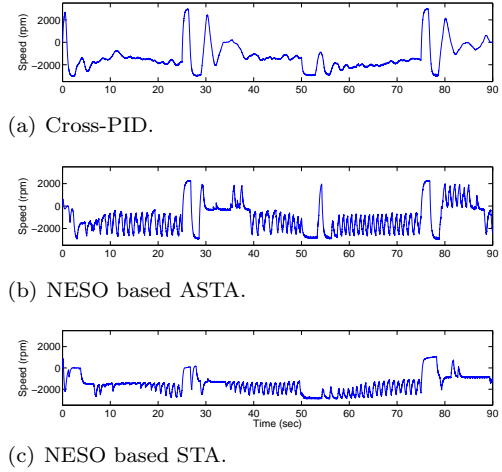 2000
0
−2000
Speed (rpm)
0 10 20 30 40 50 60 70 80 90
(a) Cross-PID.
2000
0
−2000
Speed (rpm)
0 10 20 30 40 50 60 70 80 90
(b) NESO based ASTA.
2000
0
−2000
Speed (rpm)
0 10 20 30 40 50 60 70 80 90
Time (sec)
(c) NESO based STA.